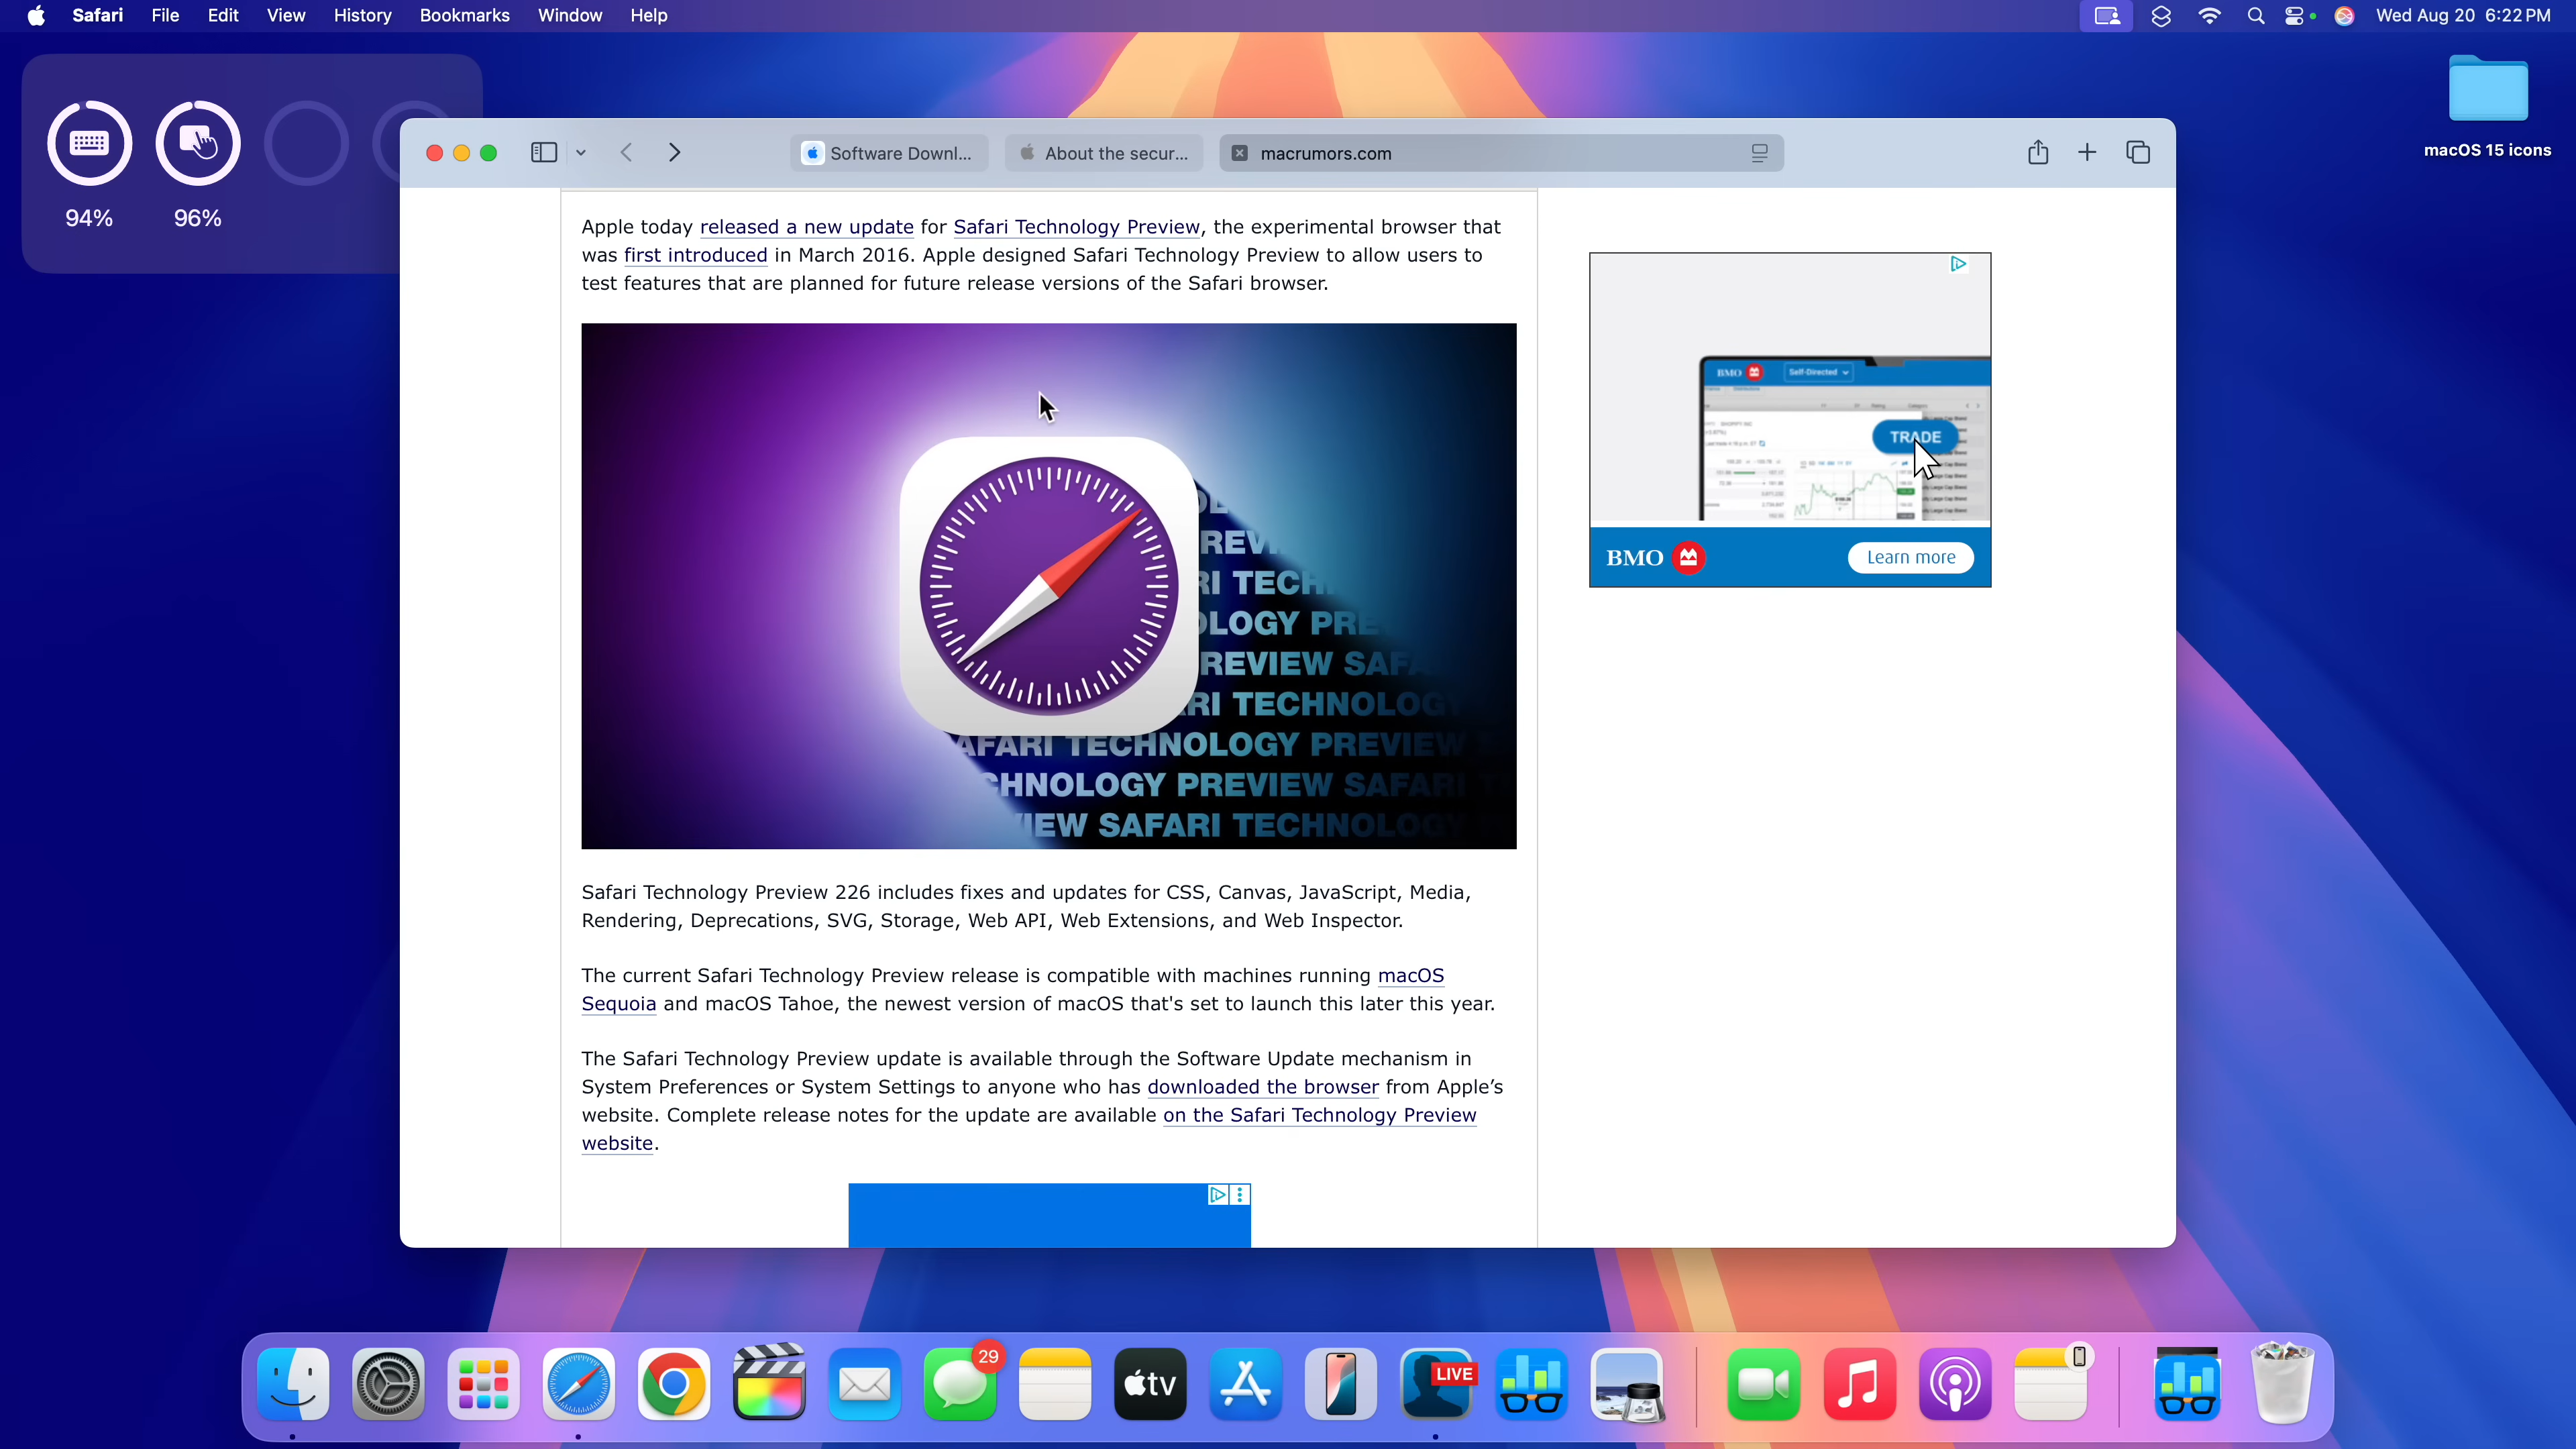 Safari File Edit View History Bookmarks Window Help
Wed Aug 20 6:22 PM
94% 96%
macOS 15 icons
Software Downl... About the secur... macrumors.com
Apple today released a new update for Safari Technology Preview, the experimental browser that
was first introduced in March 2016. Apple designed Safari Technology Preview to allow users to
test features that are planned for future release versions of the Safari browser.
REVIEW SAFA
TECHNOLOGY
AFARI TECHNOLOGY PREVIEW
CHNOLOGY PREVIEW SAFARI
IEW SAFARI TECHNOLOGY
BMO Self-Directed
TRADE
BMO Learn more
Safari Technology Preview 226 includes fixes and updates for CSS, Canvas, JavaScript, Media,
Rendering, Deprecations, SVG, Storage, Web API, Web Extensions, and Web Inspector.
The current Safari Technology Preview release is compatible with machines running macOS
Sequoia and macOS Tahoe, the newest version of macOS that's set to launch this later this year.
The Safari Technology Preview update is available through the Software Update mechanism in
System Preferences or System Settings to anyone who has downloaded the browser from Apple’s
website. Complete release notes for the update are available on the Safari Technology Preview
website.
29
tv
LIVE